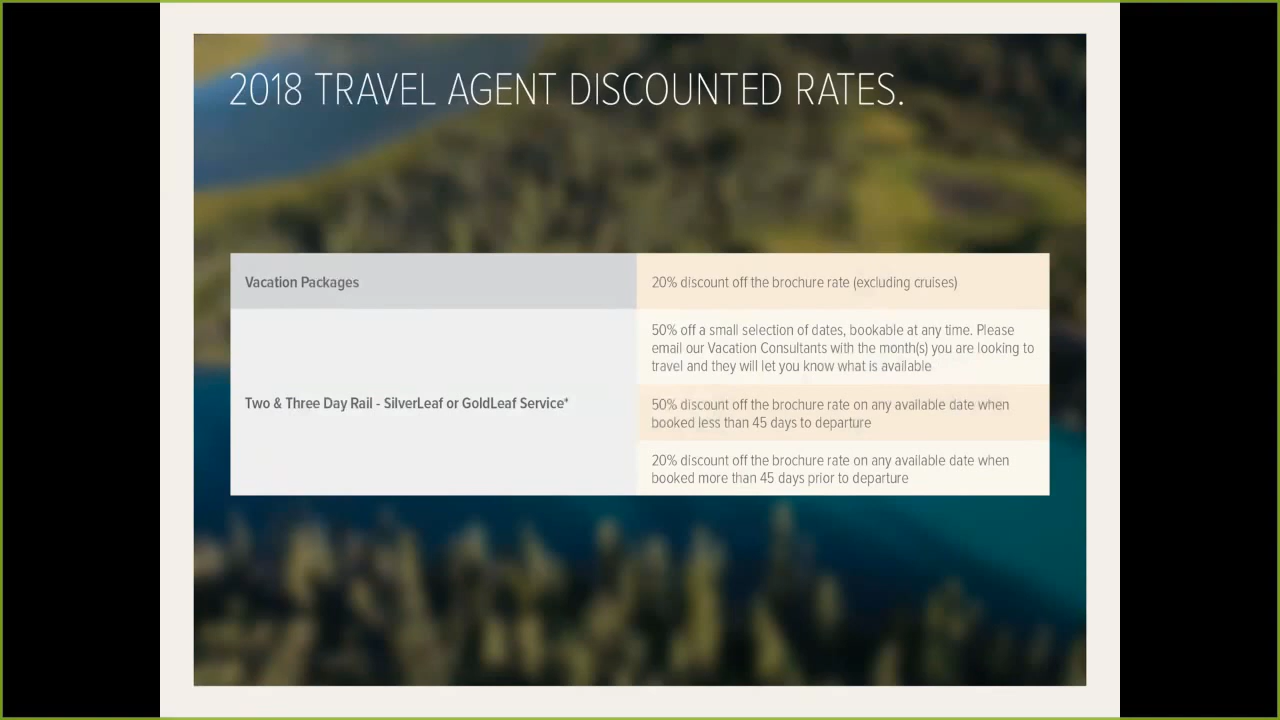 2018 TRAVEL AGENT DISCOUNTED RATES.
Vacation Packages
20% discount off the brochure rate (excluding cruises)
Two & Three Day Rail - SilverLeaf or GoldLeaf Service*
50% off a small selection of dates, bookable at any time. Please
email our Vacation Consultants with the month(s) you are looking to
travel and they will let you know what is available
50% discount off the brochure rate on any available date when
booked less than 45 days to departure
20% discount off the brochure rate on any available date when
booked more than 45 days prior to departure